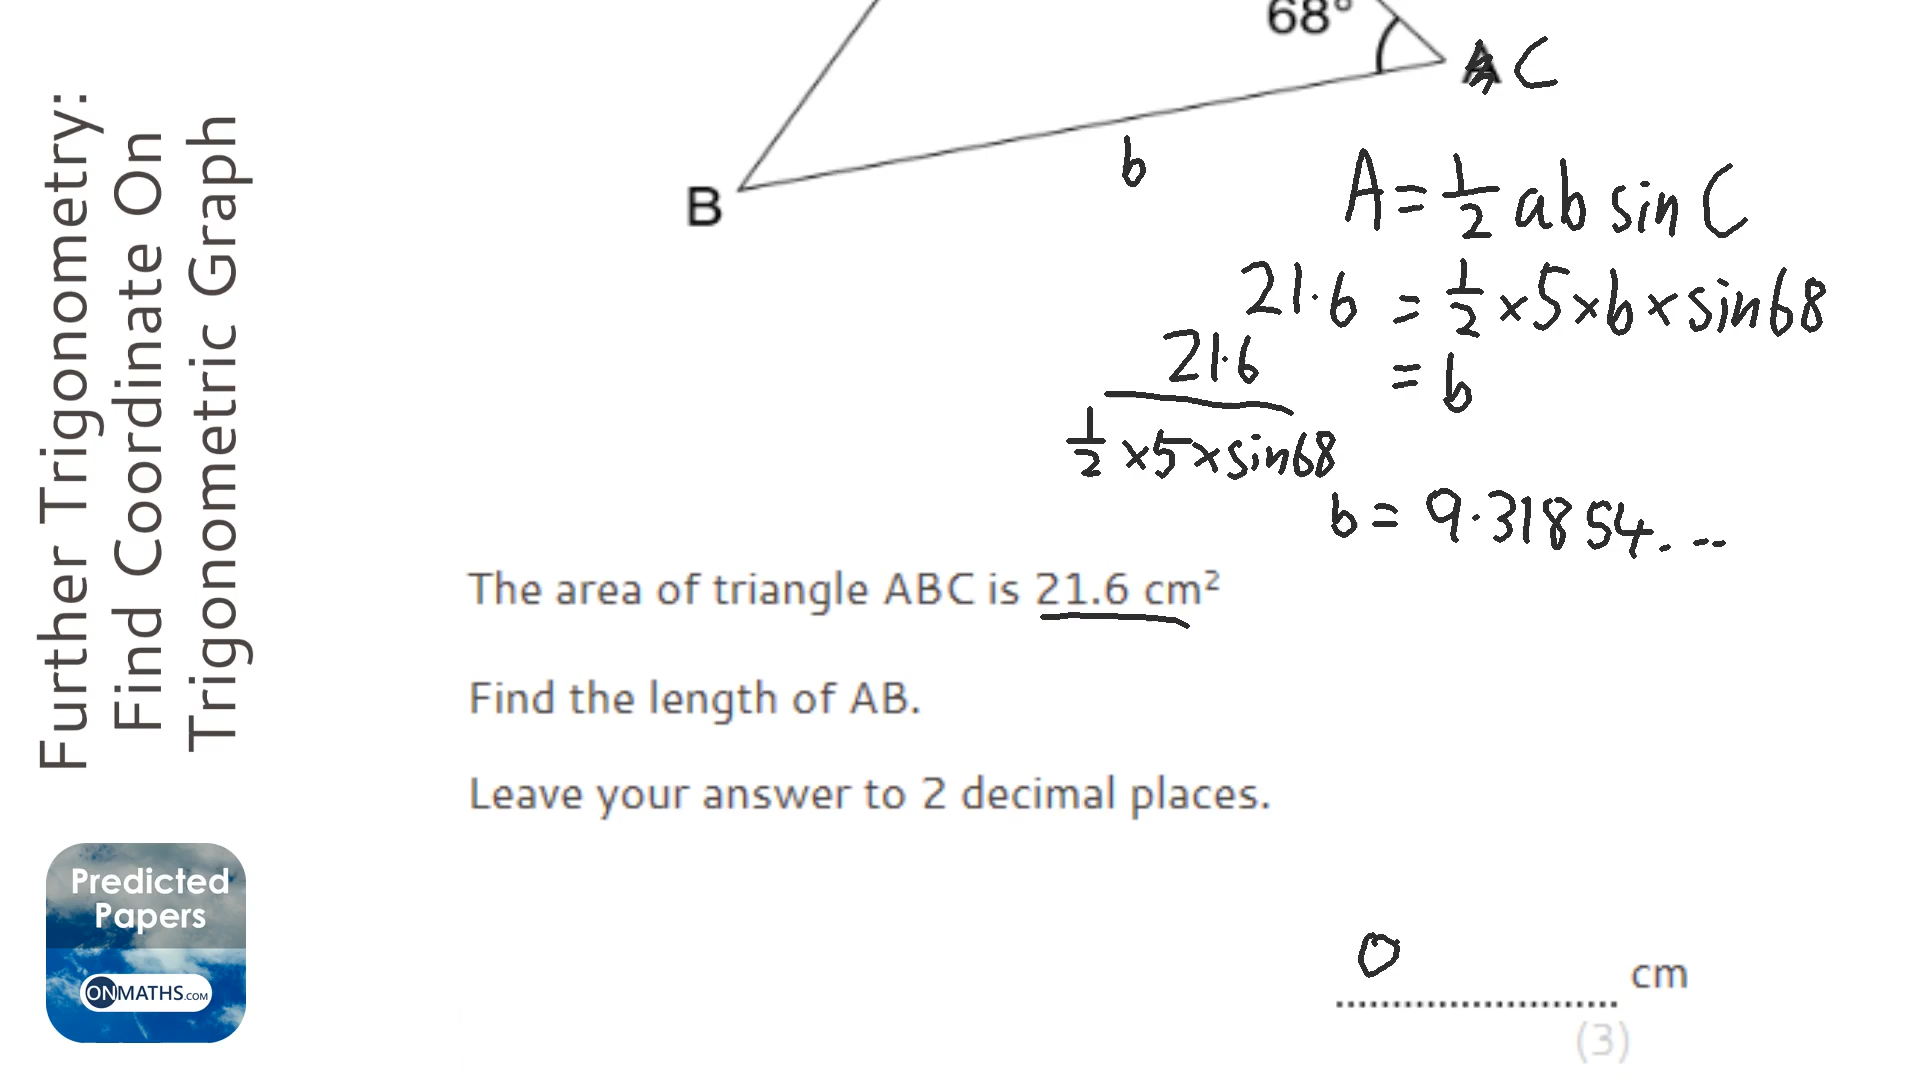 Further Trigonometry:
Find Coordinate On
Trigonometric Graph
68°
C
b
B
A = 1/2 ab sin C
21.6 = 1/2 × 5 × b × sin68
21.6 / (1/2 × 5 × sin68) = b
b = 9.31854...
The area of triangle ABC is 21.6 cm²
Find the length of AB.
Leave your answer to 2 decimal places.
0
cm
(3)
Predicted
Papers
ONMATHS.COM